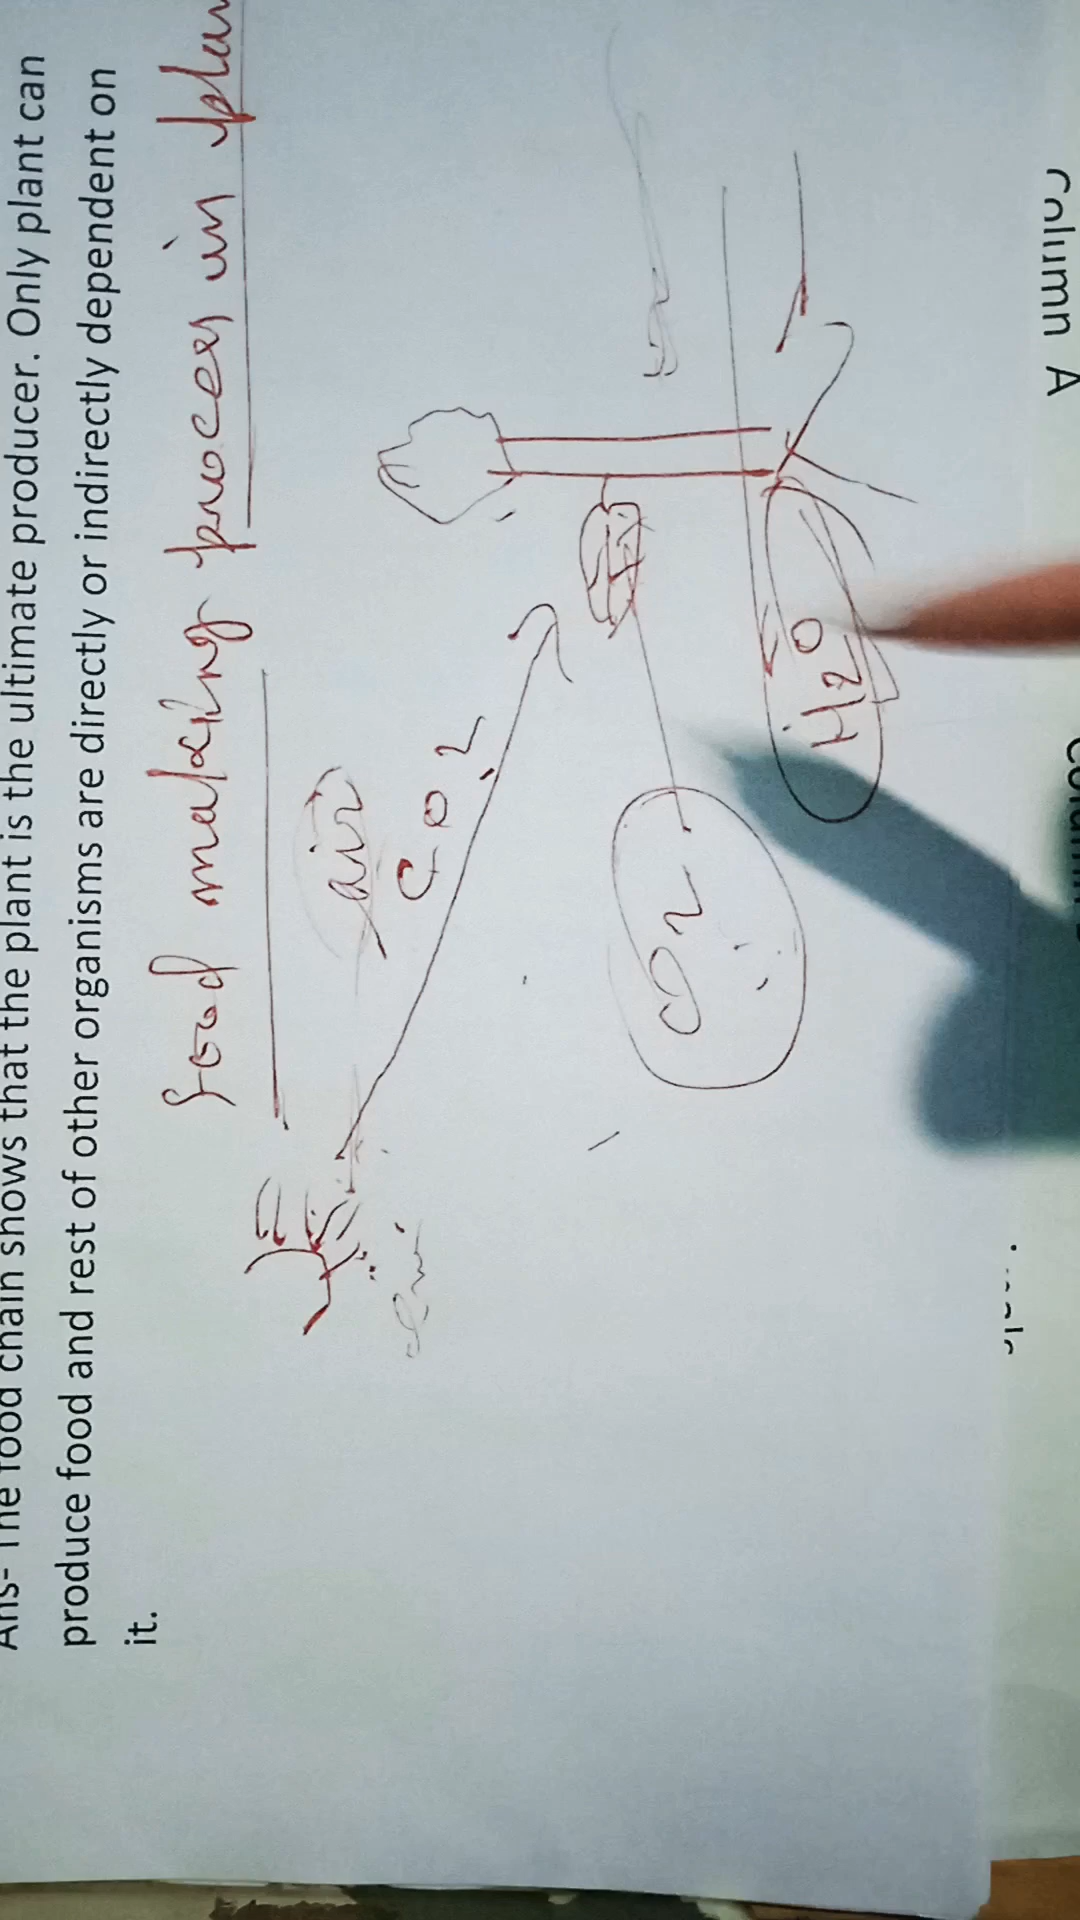 Ans- The food chain shows that the plant is the ultimate producer. Only plant can
produce food and rest of other organisms are directly or indirectly dependent on
it.
food making process in plan
air
CO2
CO2
H2O
Column A